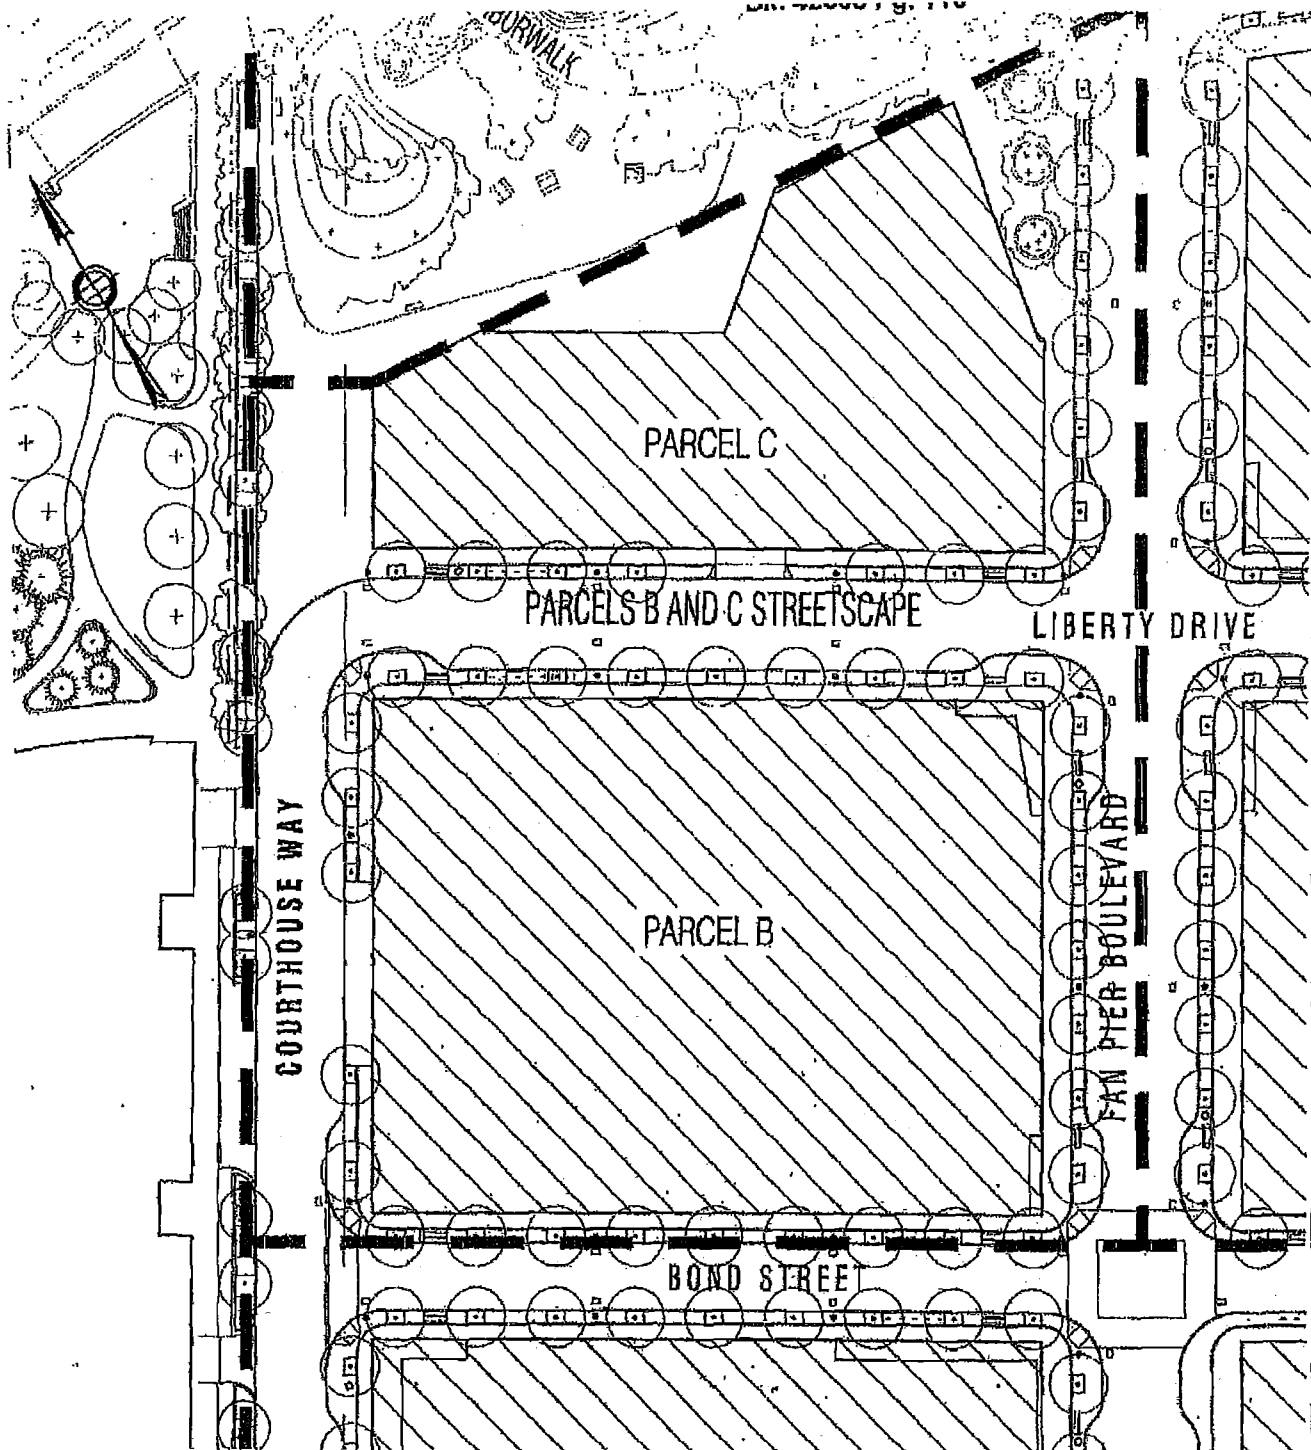 PARCEL C
PARCELS B AND C STREETSCAPE
LIBERTY DRIVE
COURTHOUSE WAY
PARCEL B
FAN PIER BOULEVARD
BOND STREET